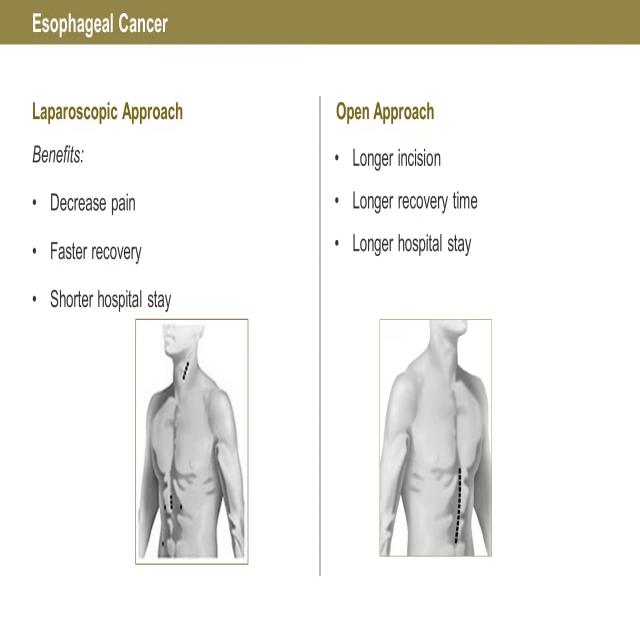 Esophageal Cancer
Laparoscopic Approach
Benefits:
• Decrease pain
• Faster recovery
• Shorter hospital stay
Open Approach
• Longer incision
• Longer recovery time
• Longer hospital stay